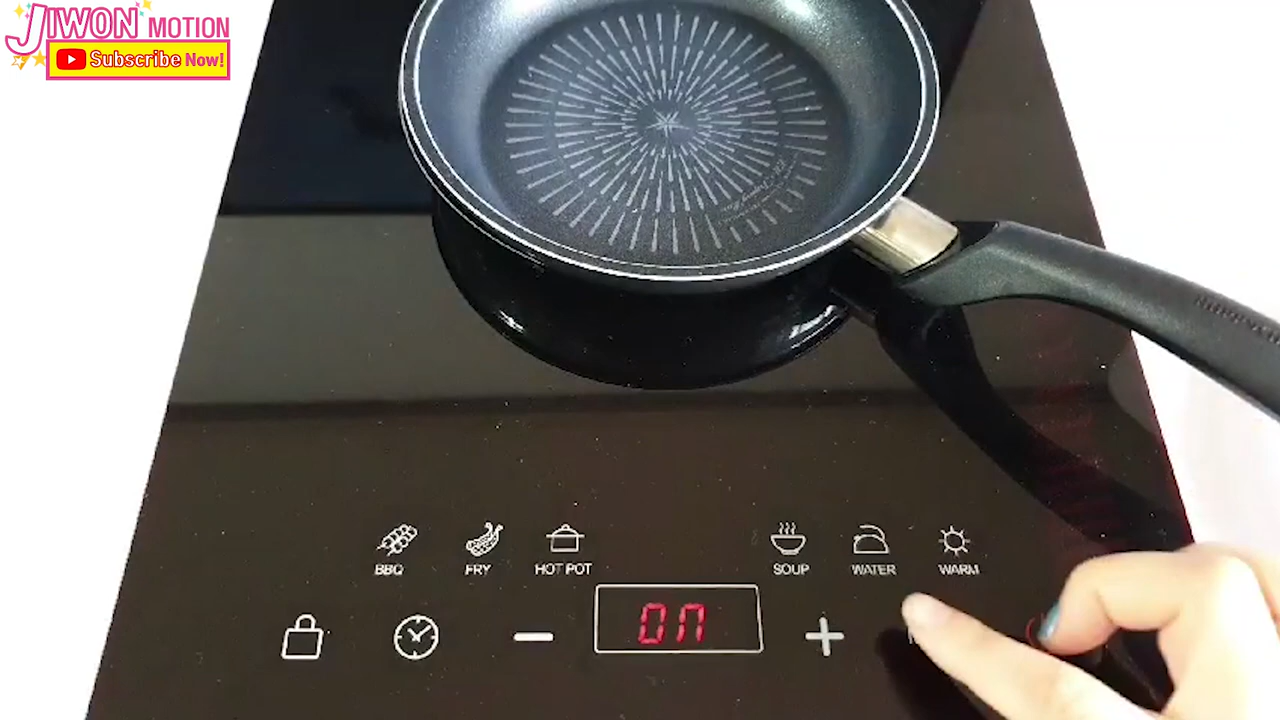 JIWON MOTION
Subscribe Now!
BBQ
FRY
HOT POT
SOUP
WATER
WARM
On